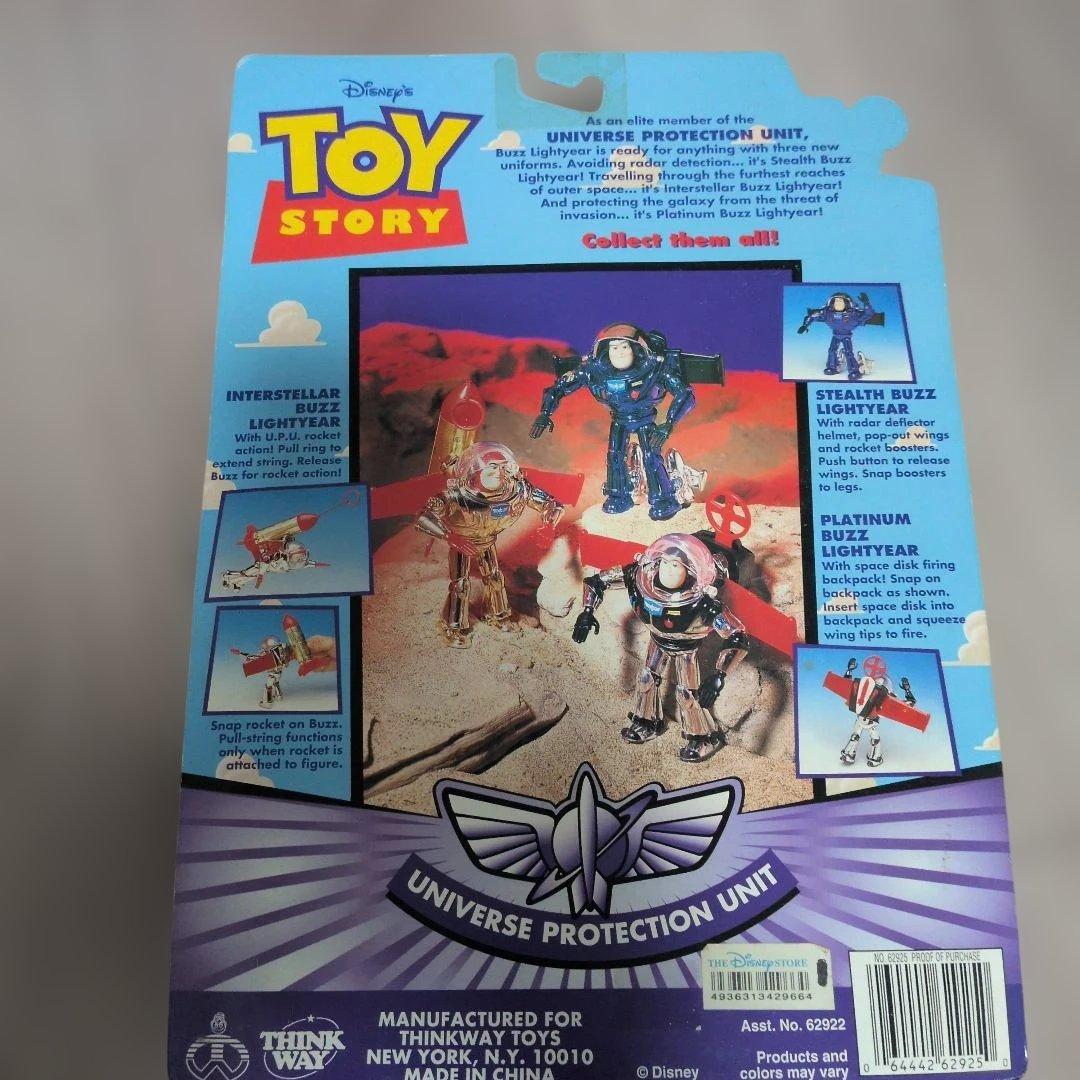 Disney's
TOY
STORY
As an elite member of the
UNIVERSE PROTECTION UNIT,
Buzz Lightyear is ready for anything with three new
uniforms. Avoiding radar detection... it's Stealth Buzz
Lightyear! Travelling through the furthest reaches
of outer space... it's Interstellar Buzz Lightyear!
And protecting the galaxy from the threat of
invasion... it's Platinum Buzz Lightyear!
Collect them all!
INTERSTELLAR
BUZZ
LIGHTYEAR
With U.P.U. rocket
action! Pull ring to
extend string. Release
Buzz for rocket action!
Snap rocket on Buzz.
Pull-string functions
only when rocket is
attached to figure.
STEALTH BUZZ
LIGHTYEAR
With radar deflector
helmet, pop-out wings
and rocket boosters.
Push button to release
wings. Snap boosters
to legs.
PLATINUM
BUZZ
LIGHTYEAR
With space disk firing
backpack! Snap on
backpack as shown.
Insert space disk into
backpack and squeeze
wing tips to fire.
UNIVERSE PROTECTION UNIT
THE DISNEY STORE
4936313429664
NO. 62925 PROOF OF PURCHASE
0 64442 62925 0
THINK
WAY
MANUFACTURED FOR
THINKWAY TOYS
NEW YORK, N.Y. 10010
MADE IN CHINA
© Disney
Asst. No. 62922
Products and
colors may vary